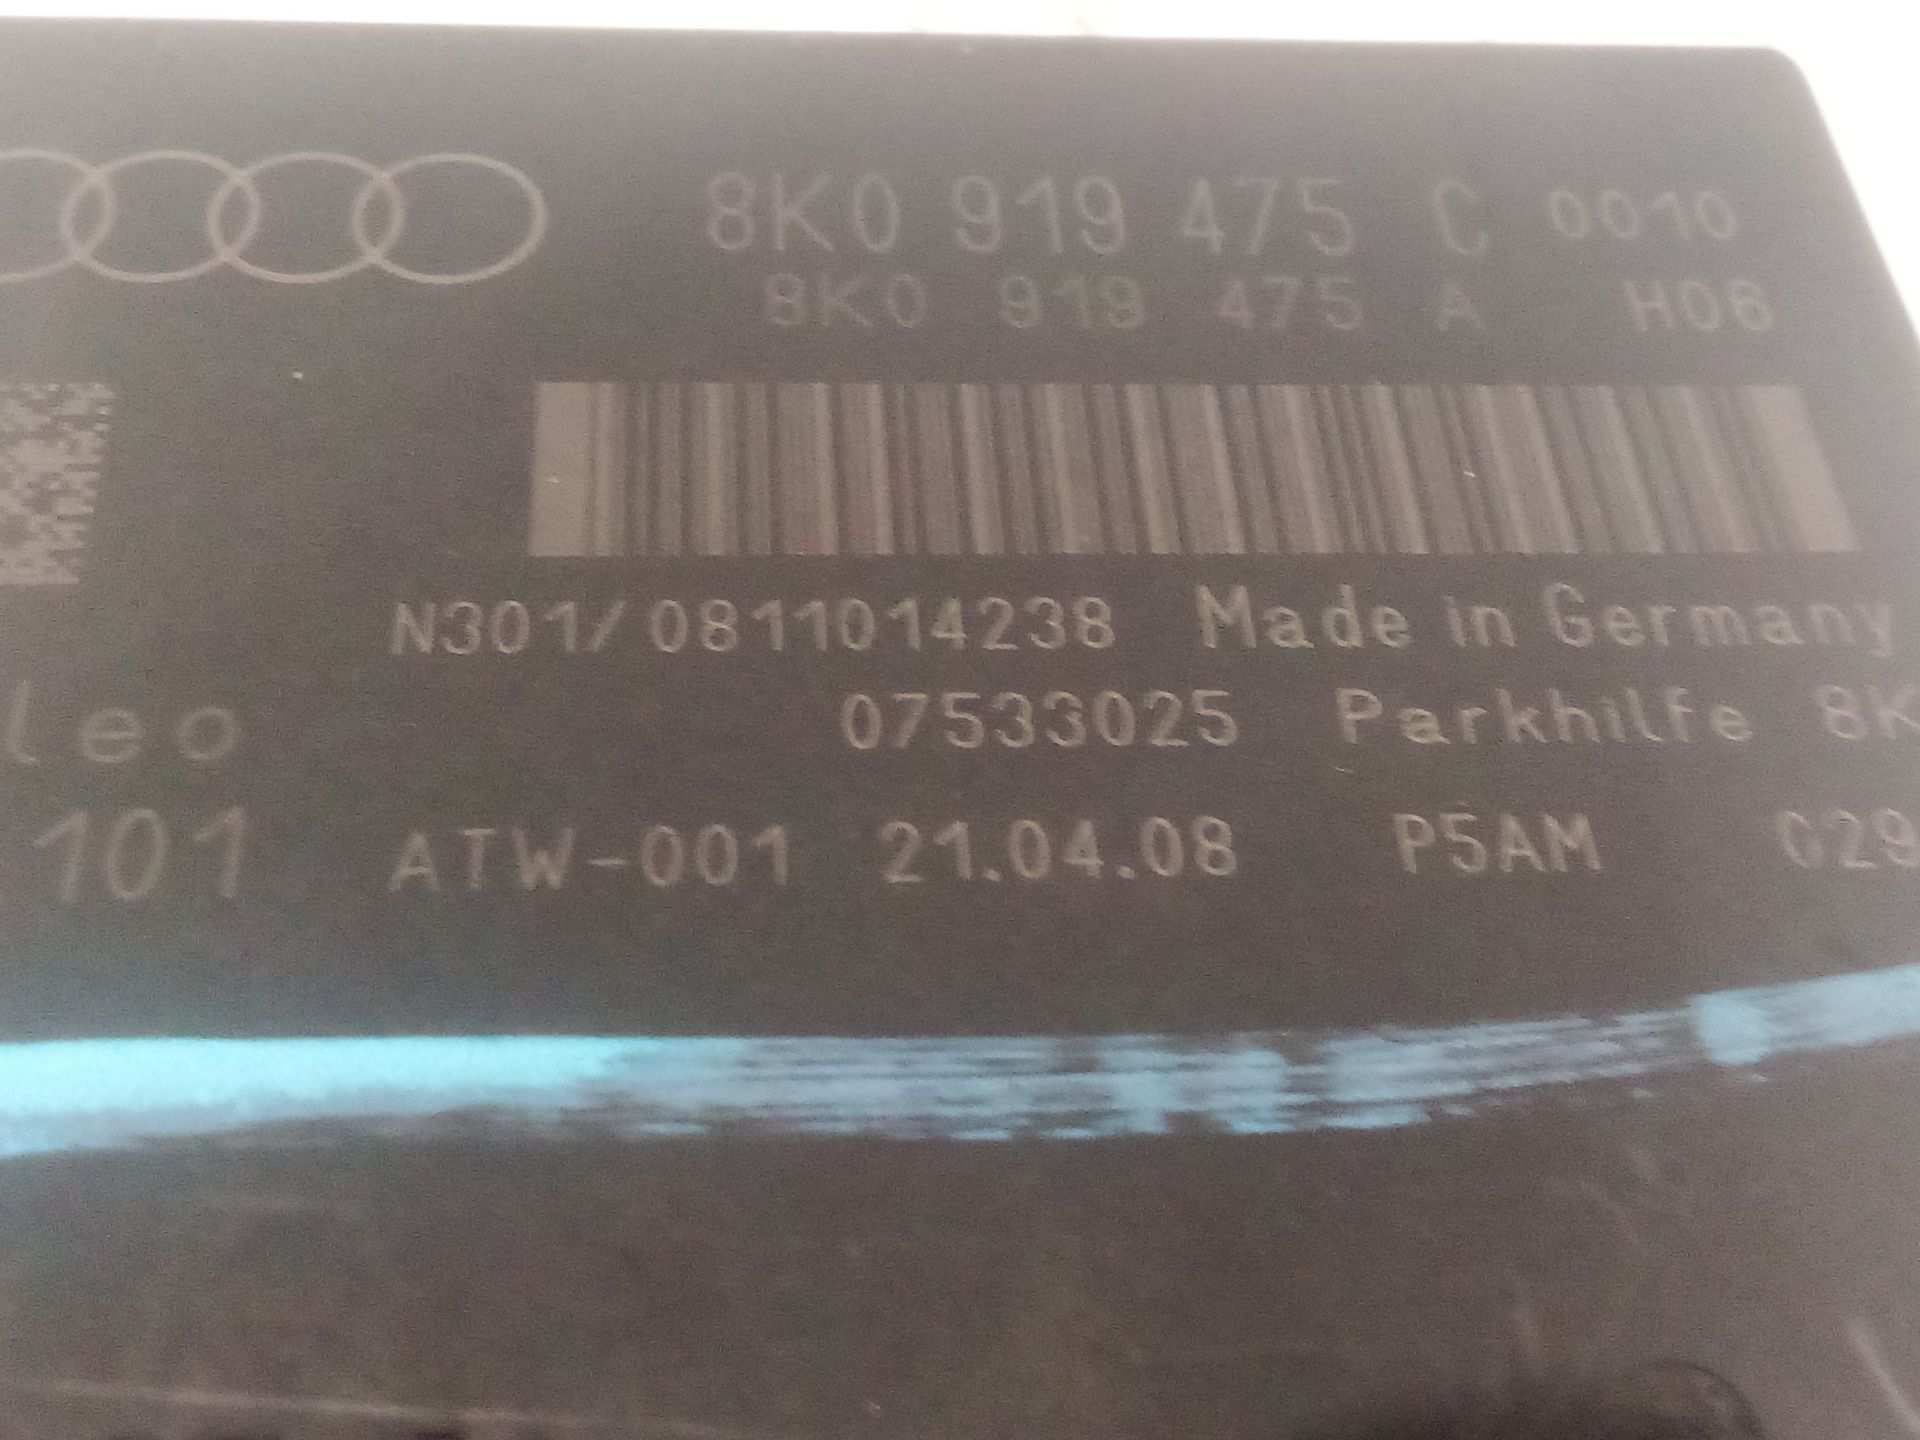 8K0 919 475 C 0010
8K0 919 475 A H06
N301/0811014238 Made in Germany
leo 07533025 Parkhilfe 8K
101 ATW-001 21.04.08 P5AM G29